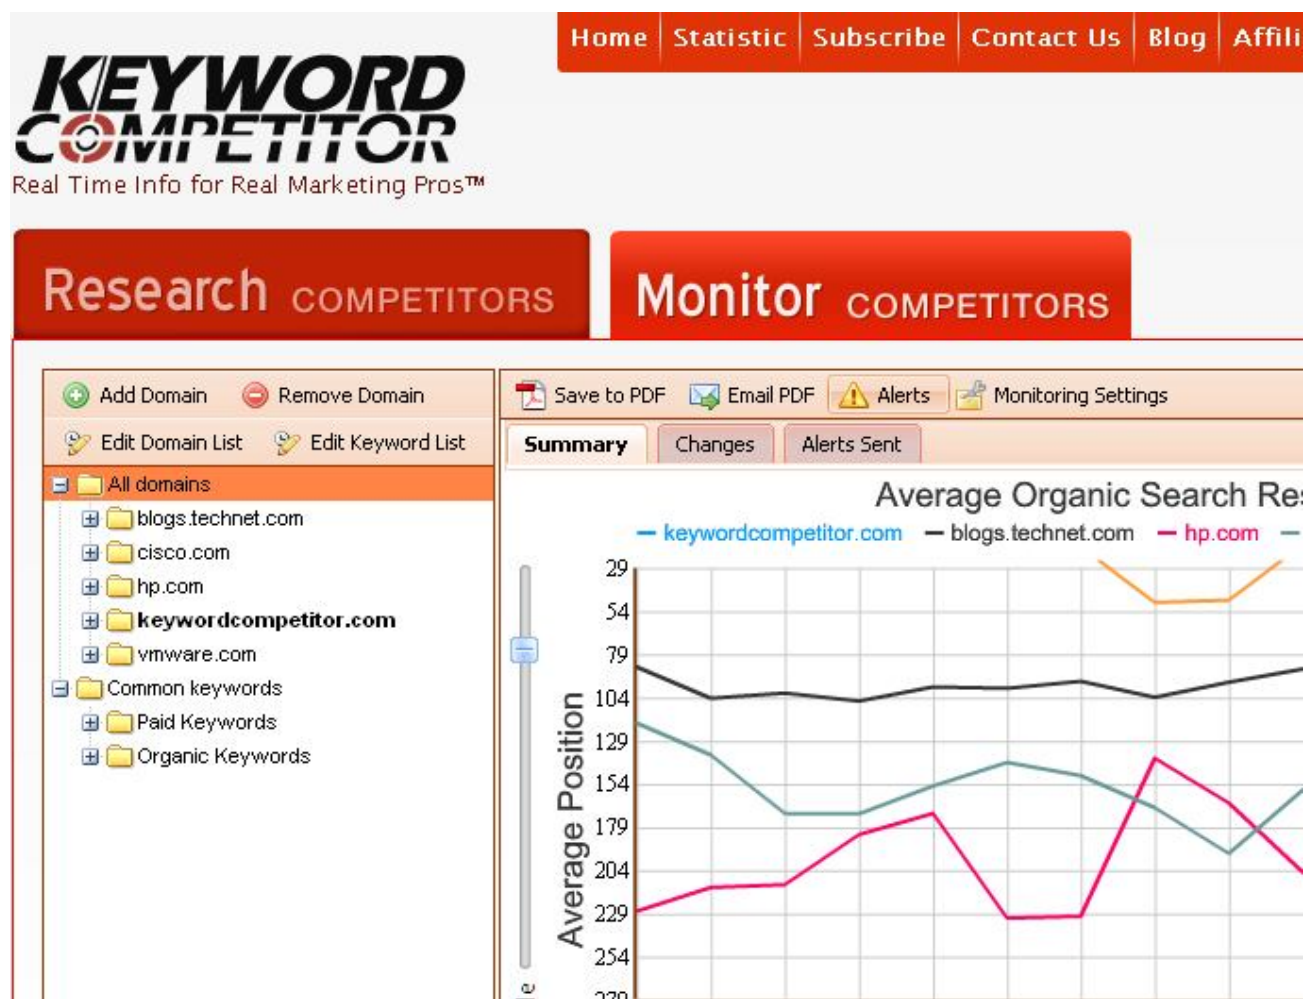 Home Statistic Subscribe Contact Us Blog Affili
KEYWORD
COMPETITOR
Real Time Info for Real Marketing Pros™
Research COMPETITORS
Monitor COMPETITORS
Add Domain Remove Domain
Edit Domain List Edit Keyword List
All domains
blogs.technet.com
cisco.com
hp.com
keywordcompetitor.com
vmware.com
Common keywords
Paid Keywords
Organic Keywords
Save to PDF Email PDF Alerts Monitoring Settings
Summary Changes Alerts Sent
Average Organic Search Res
keywordcompetitor.com blogs.technet.com hp.com
Average Position
29
54
79
104
129
154
179
204
229
254
279
e